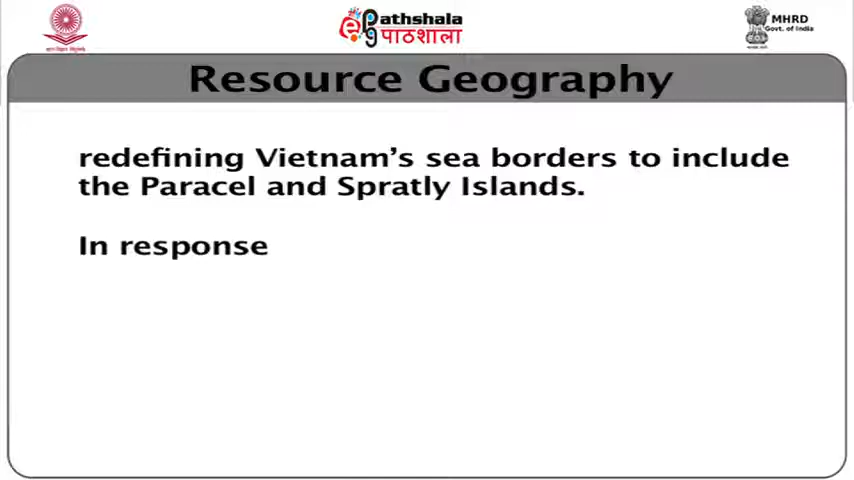 ePathshala
पाठशाला
MHRD
Govt. of India
Resource Geography
redefining Vietnam's sea borders to include
the Paracel and Spratly Islands.
In response